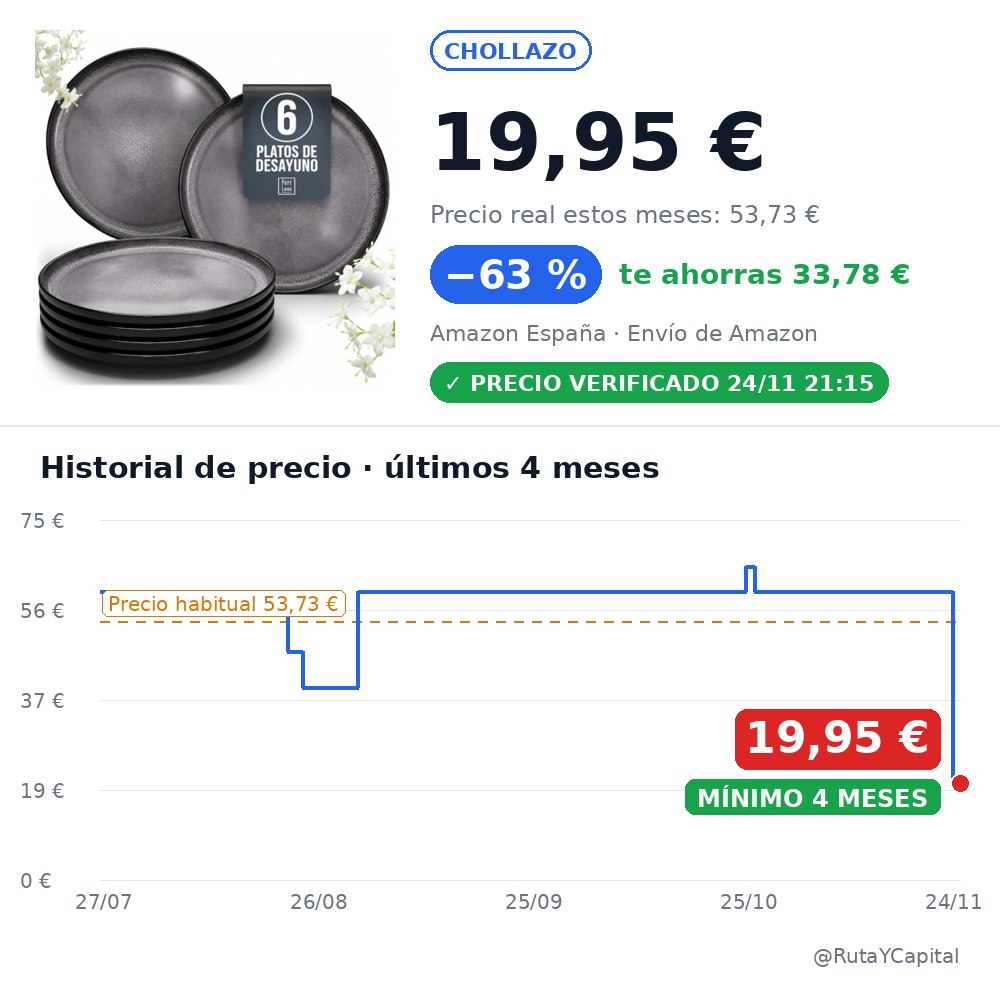 CHOLLAZO
19,95 €
Precio real estos meses: 53,73 €
−63 %
te ahorras 33,78 €
Amazon España · Envío de Amazon
✓ PRECIO VERIFICADO 24/11 21:15
6
PLATOS DE
DESAYUNO
Historial de precio · últimos 4 meses
75 €
56 €
37 €
19 €
0 €
Precio habitual 53,73 €
19,95 €
MÍNIMO 4 MESES
27/07
26/08
25/09
25/10
24/11
@RutaYCapital